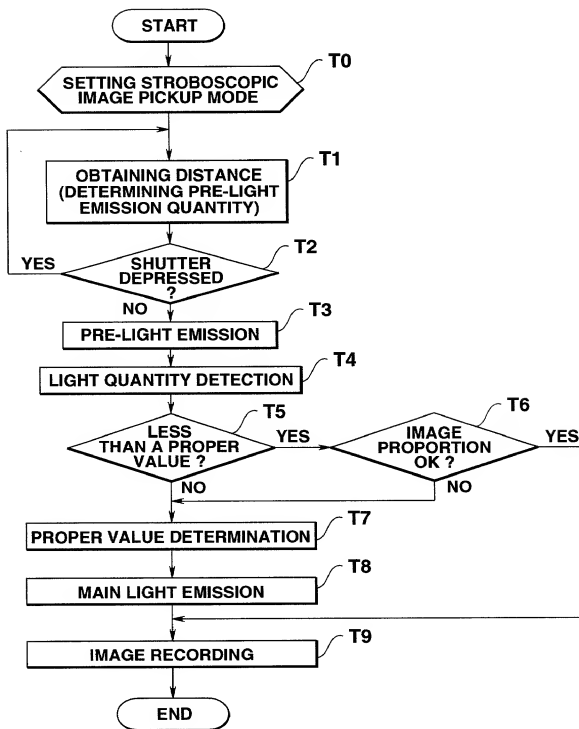 START
T0
SETTING STROBOSCOPIC
IMAGE PICKUP MODE
T1
OBTAINING DISTANCE
(DETERMINING PRE-LIGHT
EMISSION QUANTITY)
T2
YES
SHUTTER
DEPRESSED
?
NO
T3
PRE-LIGHT EMISSION
T4
LIGHT QUANTITY DETECTION
T5
LESS
THAN A PROPER
VALUE ?
YES
T6
IMAGE
PROPORTION
OK ?
YES
NO
NO
T7
PROPER VALUE DETERMINATION
T8
MAIN LIGHT EMISSION
T9
IMAGE RECORDING
END